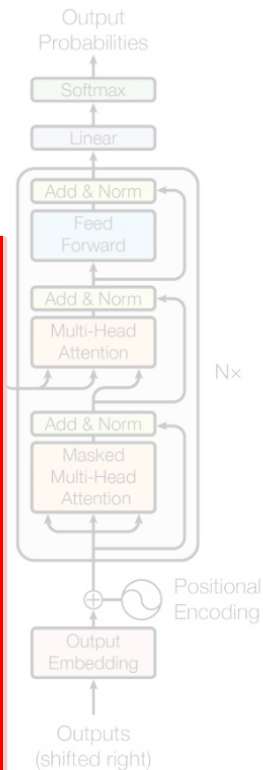 Output
Probabilities
Softmax
Linear
Add & Norm
Feed
Forward
Add & Norm
Multi-Head
Attention
N×
Add & Norm
Masked
Multi-Head
Attention
Positional
Encoding
Output
Embedding
Outputs
(shifted right)